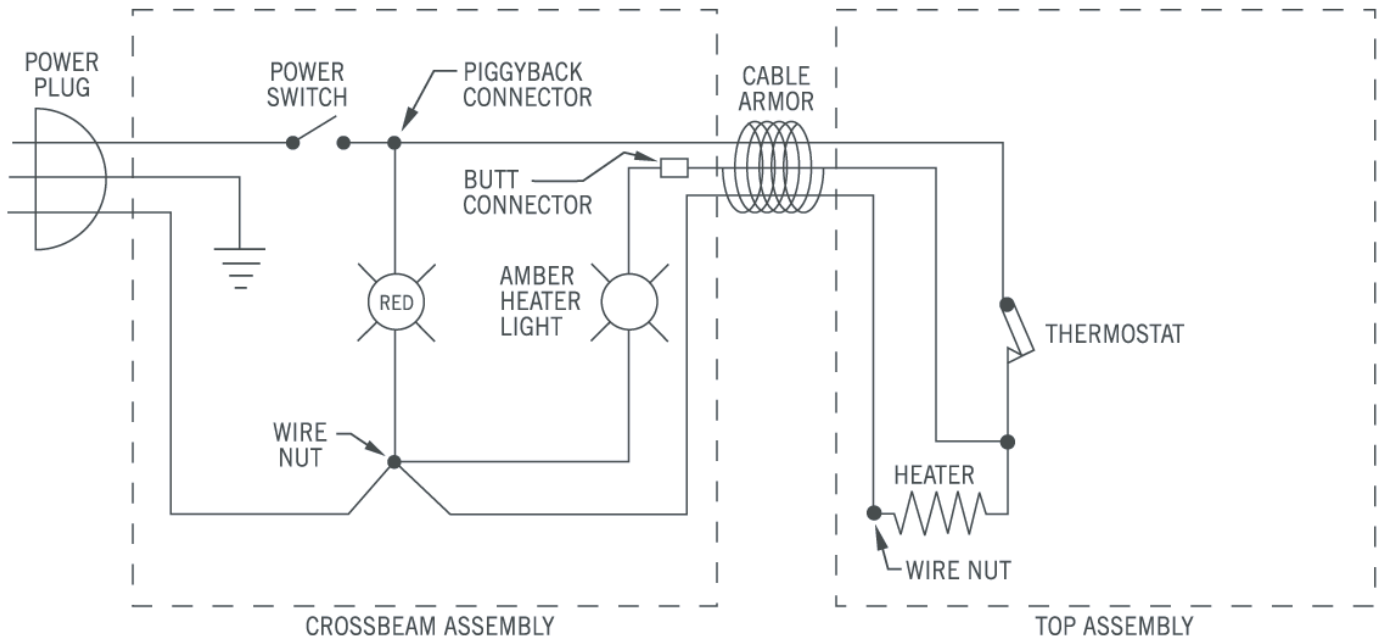 POWER
PLUG
POWER
SWITCH
PIGGYBACK
CONNECTOR
CABLE
ARMOR
BUTT
CONNECTOR
RED
AMBER
HEATER
LIGHT
THERMOSTAT
WIRE
NUT
HEATER
WIRE NUT
CROSSBEAM ASSEMBLY
TOP ASSEMBLY